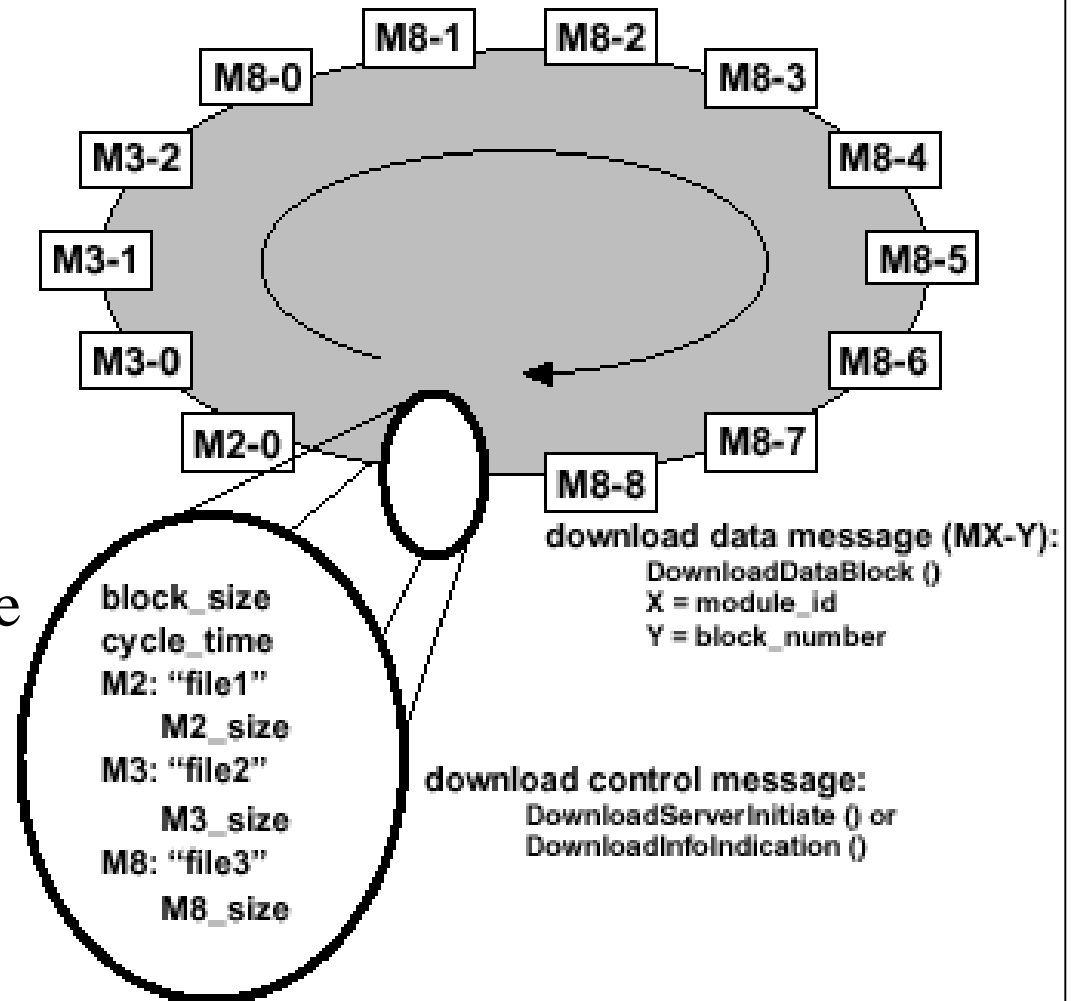 M8-1
M8-2
M8-0
M8-3
M3-2
M8-4
M3-1
M8-5
M3-0
M8-6
M2-0
M8-7
M8-8
download data message (MX-Y):
DownloadDataBlock ()
X = module_id
Y = block_number
e
block_size
cycle_time
M2: “file1”
M2_size
M3: “file2”
M3_size
M8: “file3”
M8_size
download control message:
DownloadServerInitiate () or
DownloadInfoIndication ()